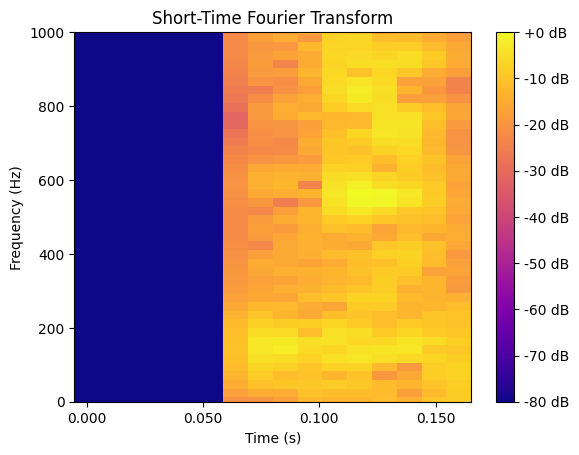 Short-Time Fourier Transform
1000
800
600
400
200
0
Frequency (Hz)
0.000
0.050
0.100
0.150
Time (s)
+0 dB
-10 dB
-20 dB
-30 dB
-40 dB
-50 dB
-60 dB
-70 dB
-80 dB